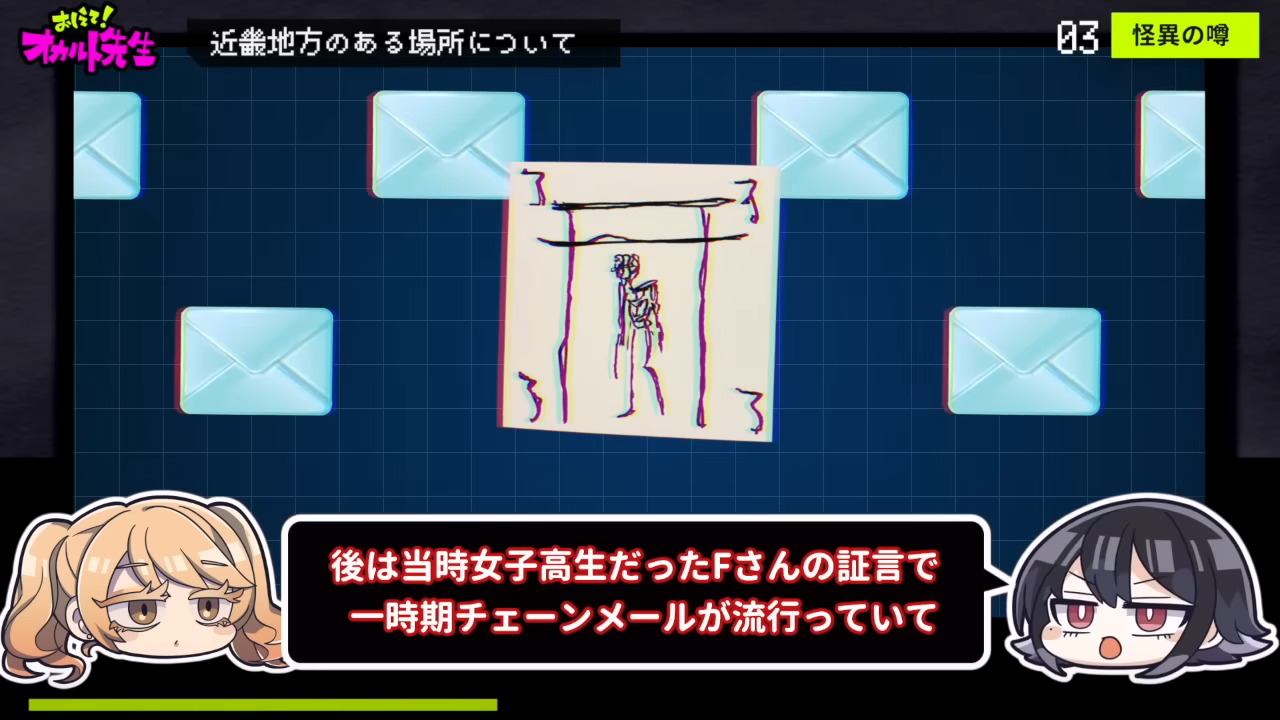 おしえて!
オカルト先生
近畿地方のある場所について
03
怪異の噂
後は当時女子高生だったFさんの証言で
一時期チェーンメールが流行っていて